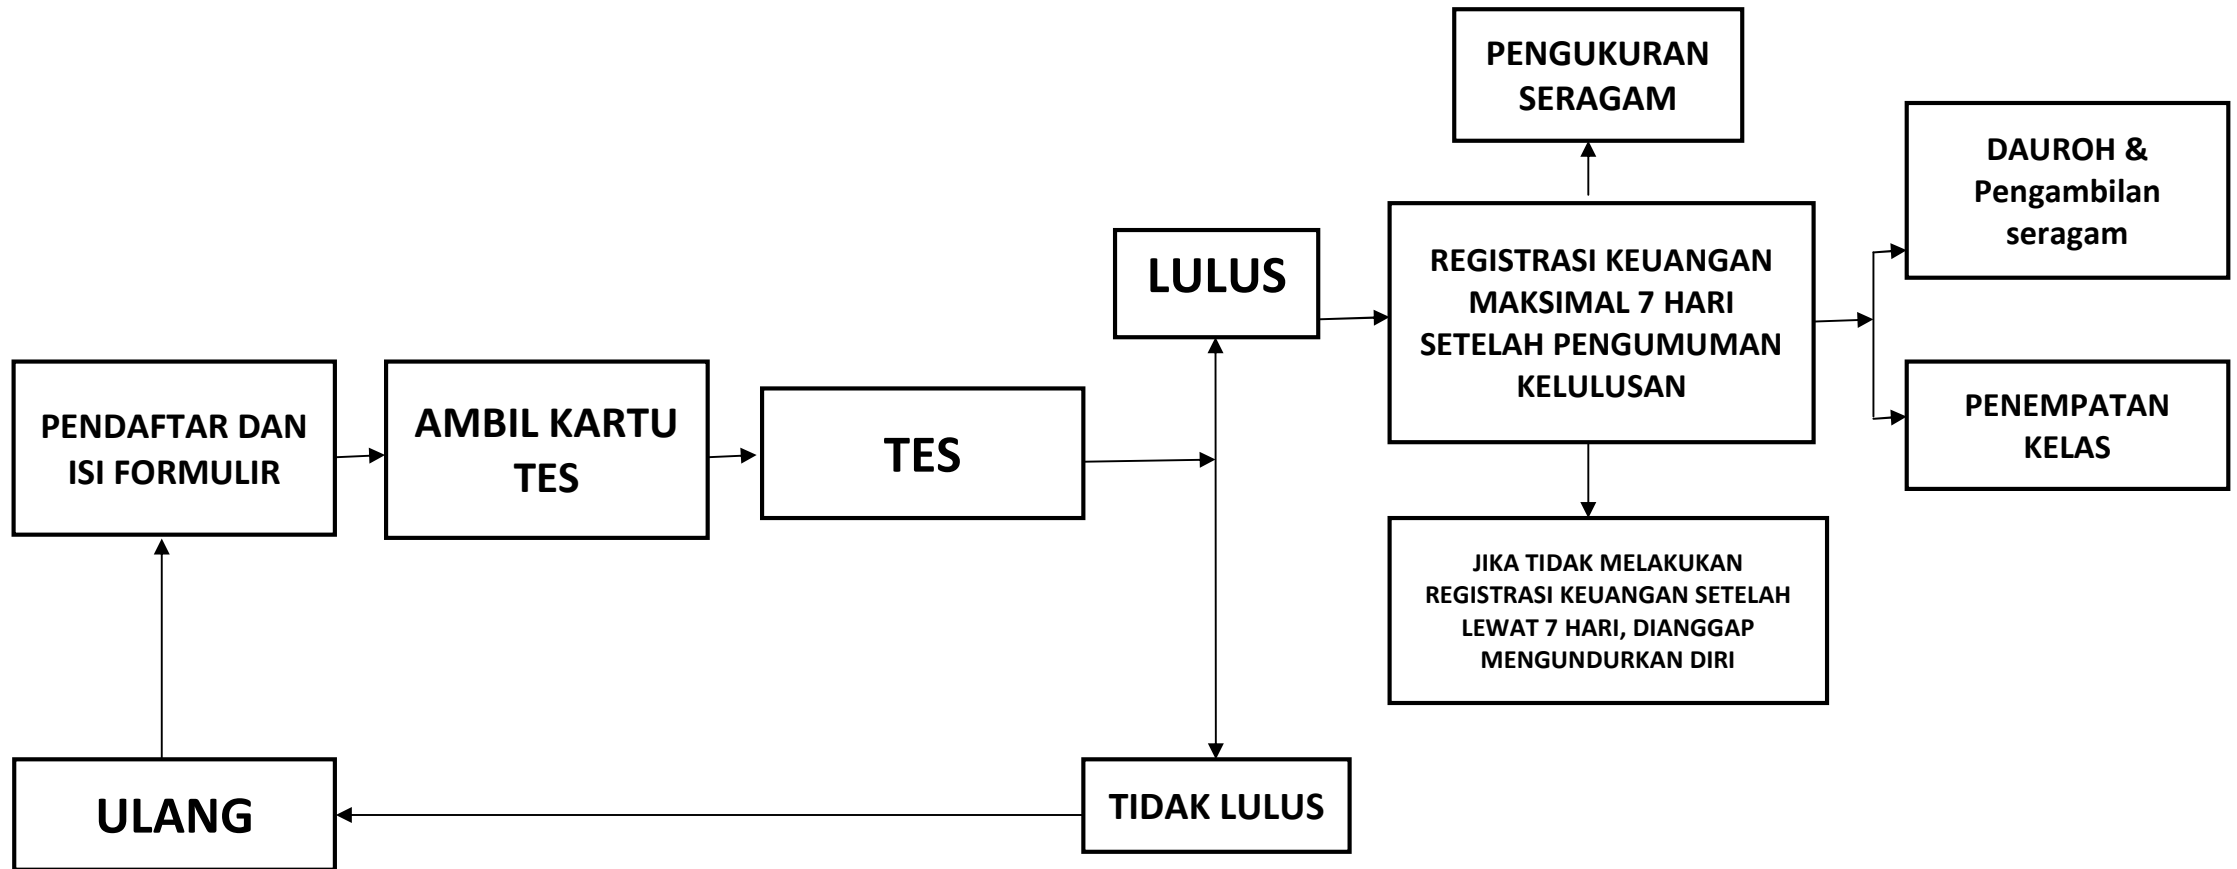 PENDAFTAR DAN
ISI FORMULIR
AMBIL KARTU
TES
TES
LULUS
PENGUKURAN
SERAGAM
REGISTRASI KEUANGAN
MAKSIMAL 7 HARI
SETELAH PENGUMUMAN
KELULUSAN
DAUROH &
Pengambilan
seragam
PENEMPATAN
KELAS
JIKA TIDAK MELAKUKAN
REGISTRASI KEUANGAN SETELAH
LEWAT 7 HARI, DIANGGAP
MENGUNDURKAN DIRI
TIDAK LULUS
ULANG